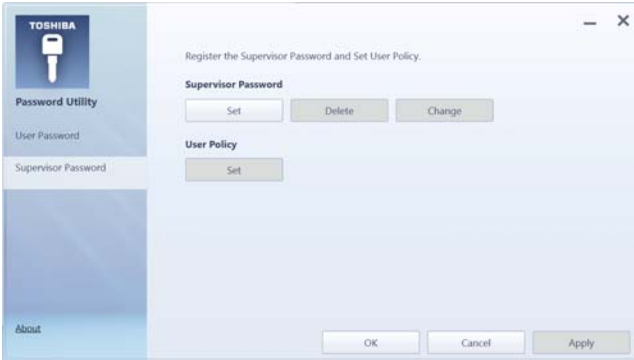 TOSHIBA
Password Utility
User Password
Supervisor Password
About
Register the Supervisor Password and Set User Policy.
Supervisor Password
Set Delete Change
User Policy
Set
OK Cancel Apply